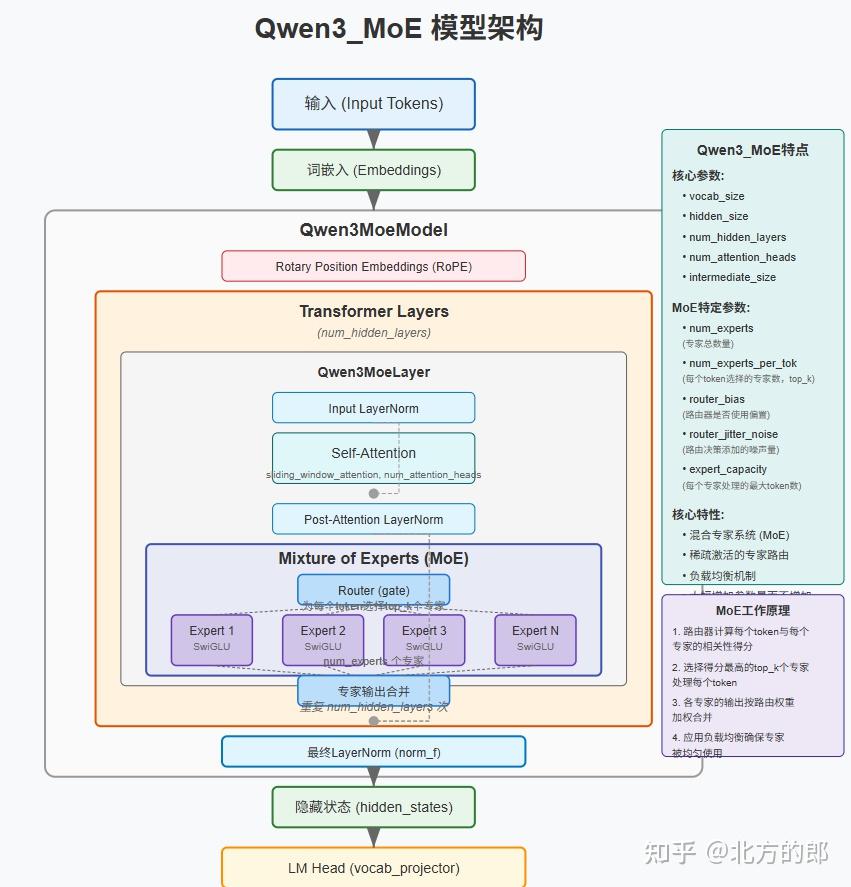 Qwen3_MoE 模型架构
输入 (Input Tokens)
词嵌入 (Embeddings)
Qwen3MoeModel
Rotary Position Embeddings (RoPE)
Transformer Layers
(num_hidden_layers)
Qwen3MoeLayer
Input LayerNorm
Self-Attention
sliding_window_attention, num_attention_heads
Post-Attention LayerNorm
Mixture of Experts (MoE)
Router (gate)
为每个token选择top_k个专家
Expert 1
SwiGLU
Expert 2
SwiGLU
Expert 3
SwiGLU
Expert N
SwiGLU
num_experts 个专家
专家输出合并
重复 num_hidden_layers 次
最终LayerNorm (norm_f)
隐藏状态 (hidden_states)
LM Head (vocab_projector)
Qwen3_MoE特点
核心参数:
• vocab_size
• hidden_size
• num_hidden_layers
• num_attention_heads
• intermediate_size
MoE特定参数:
• num_experts
(专家总数量)
• num_experts_per_tok
(每个token选择的专家数，top_k)
• router_bias
(路由器是否使用偏置)
• router_jitter_noise
(路由决策添加的噪声量)
• expert_capacity
(每个专家处理的最大token数)
核心特性:
• 混合专家系统 (MoE)
• 稀疏激活的专家路由
• 负载均衡机制
MoE工作原理
1. 路由器计算每个token与每个
专家的相关性得分
2. 选择得分最高的top_k个专家
处理每个token
3. 各专家的输出按路由权重
加权合并
4. 应用负载均衡确保专家
被均匀使用
知乎 @北方的郎